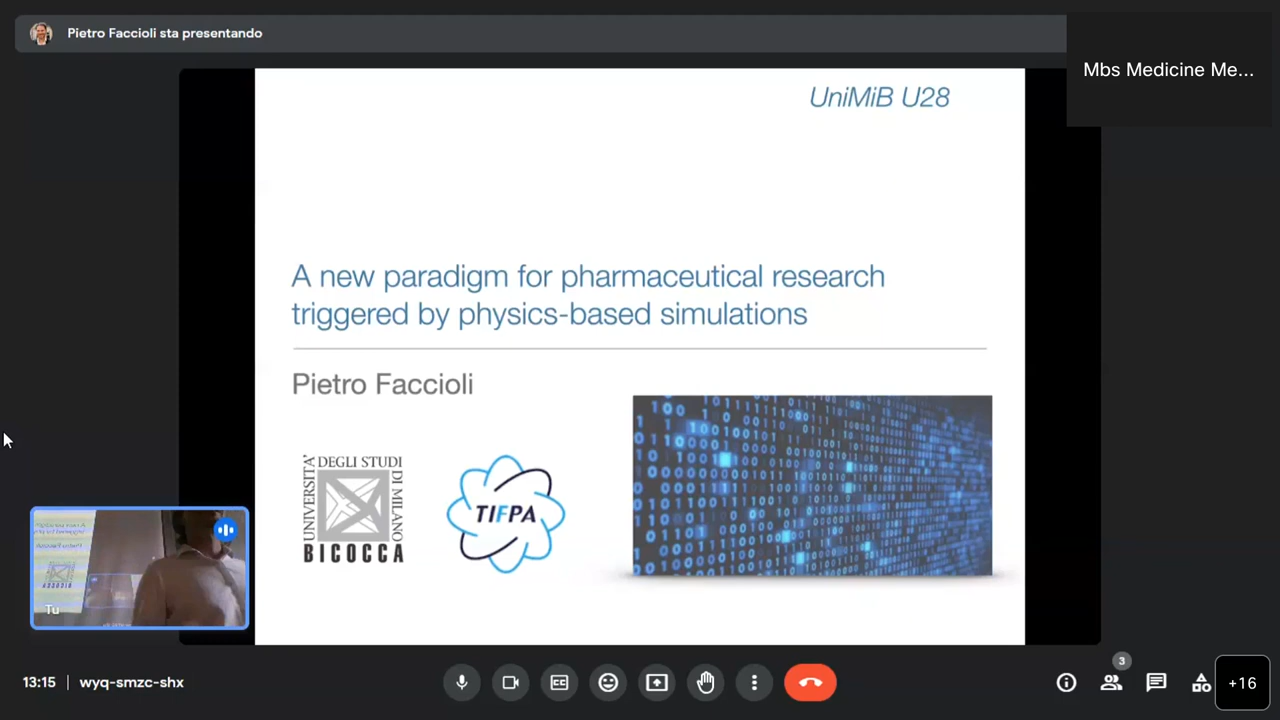 Pietro Faccioli sta presentando
Mbs Medicine Me...
UniMiB U28
A new paradigm for pharmaceutical research
triggered by physics-based simulations
Pietro Faccioli
UNIVERSITA' DEGLI STUDI DI MILANO
BICOCCA
TIFPA
Tu
13:15 | wyq-smzc-shx
3
+16